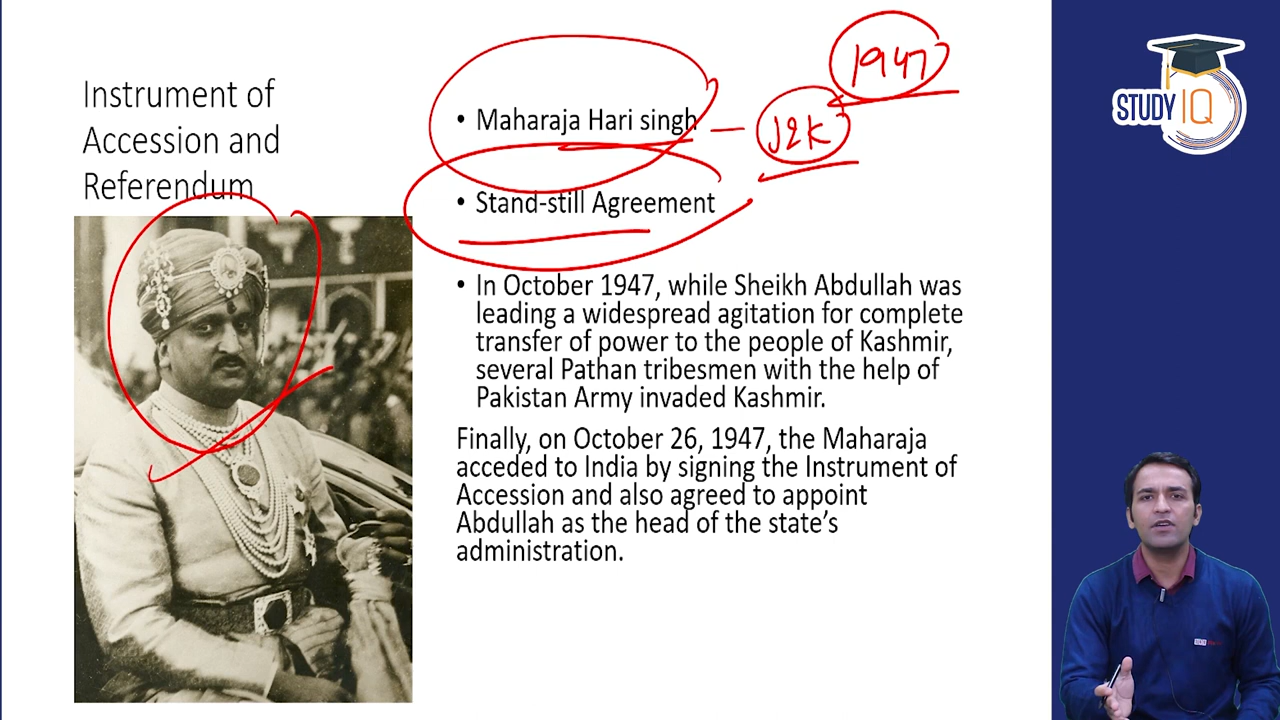 Instrument of
Accession and
Referendum
• Maharaja Hari singh – J&K
1947
• Stand-still Agreement
• In October 1947, while Sheikh Abdullah was
leading a widespread agitation for complete
transfer of power to the people of Kashmir,
several Pathan tribesmen with the help of
Pakistan Army invaded Kashmir.
Finally, on October 26, 1947, the Maharaja
acceded to India by signing the Instrument of
Accession and also agreed to appoint
Abdullah as the head of the state’s
administration.
STUDY IQ